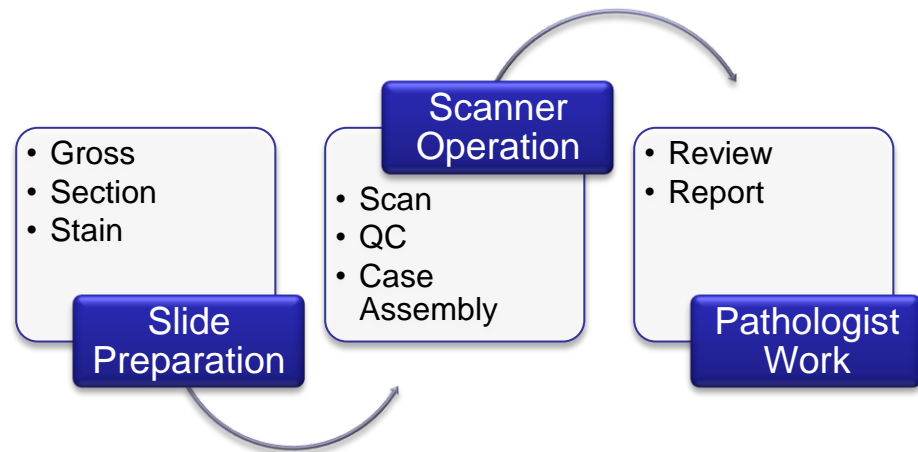 • Gross
• Section
• Stain
Slide
Preparation
Scanner
Operation
• Scan
• QC
• Case
Assembly
• Review
• Report
Pathologist
Work